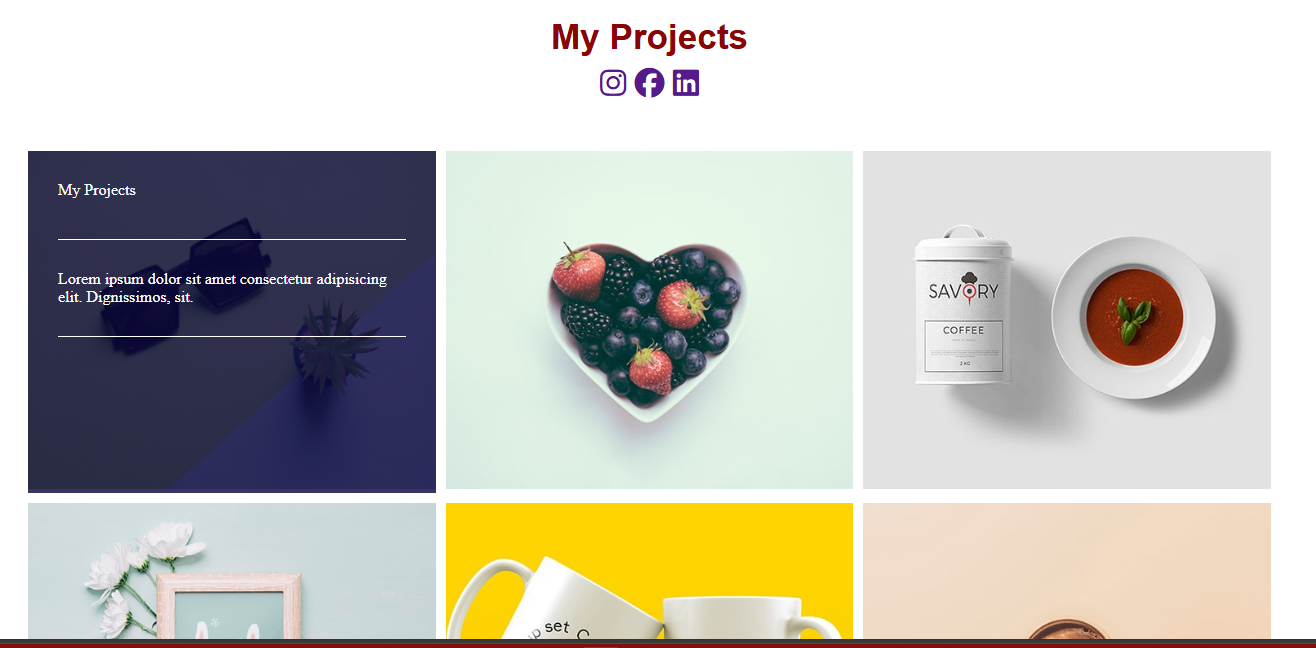 My Projects
My Projects
Lorem ipsum dolor sit amet consectetur adipisicing
elit. Dignissimos, sit.
SAVORY
COFFEE
2 KG
set